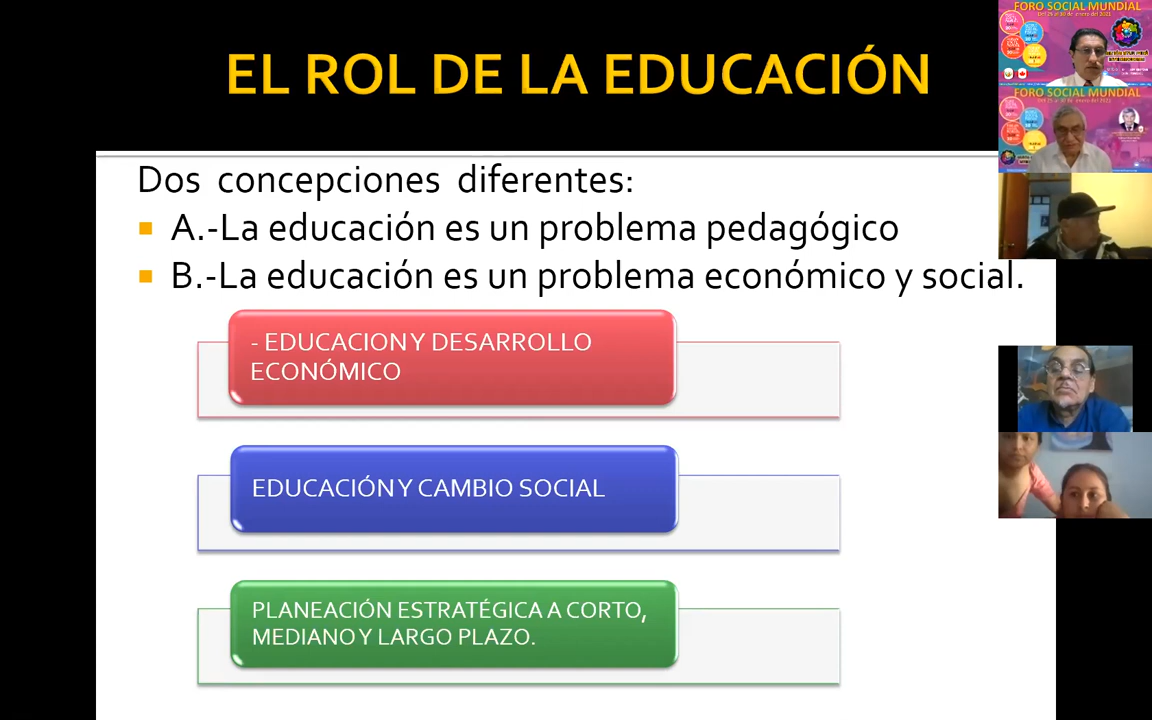 EL ROL DE LA EDUCACIÓN
Dos concepciones diferentes:
A.-La educación es un problema pedagógico
B.-La educación es un problema económico y social.
- EDUCACION Y DESARROLLO
ECONÓMICO
EDUCACIÓN Y CAMBIO SOCIAL
PLANEACIÓN ESTRATÉGICA A CORTO,
MEDIANO Y LARGO PLAZO.
FORO SOCIAL MUNDIAL
FORO SOCIAL MUNDIAL